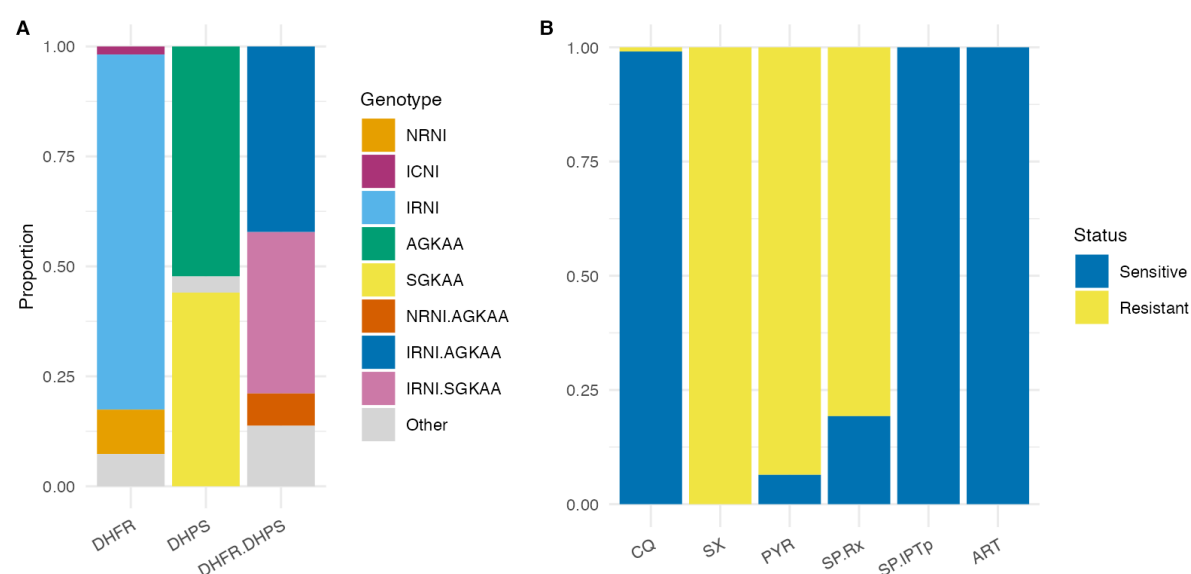 A
1.00
0.75
0.50
0.25
0.00
Proportion
DHFR
DHPS
DHFR.DHPS
Genotype
NRNI
ICNI
IRNI
AGKAA
SGKAA
NRNI.AGKAA
IRNI.AGKAA
IRNI.SGKAA
Other
B
1.00
0.75
0.50
0.25
0.00
CQ
SX
PYR
SP.Rx
SP.IPTp
ART
Status
Sensitive
Resistant